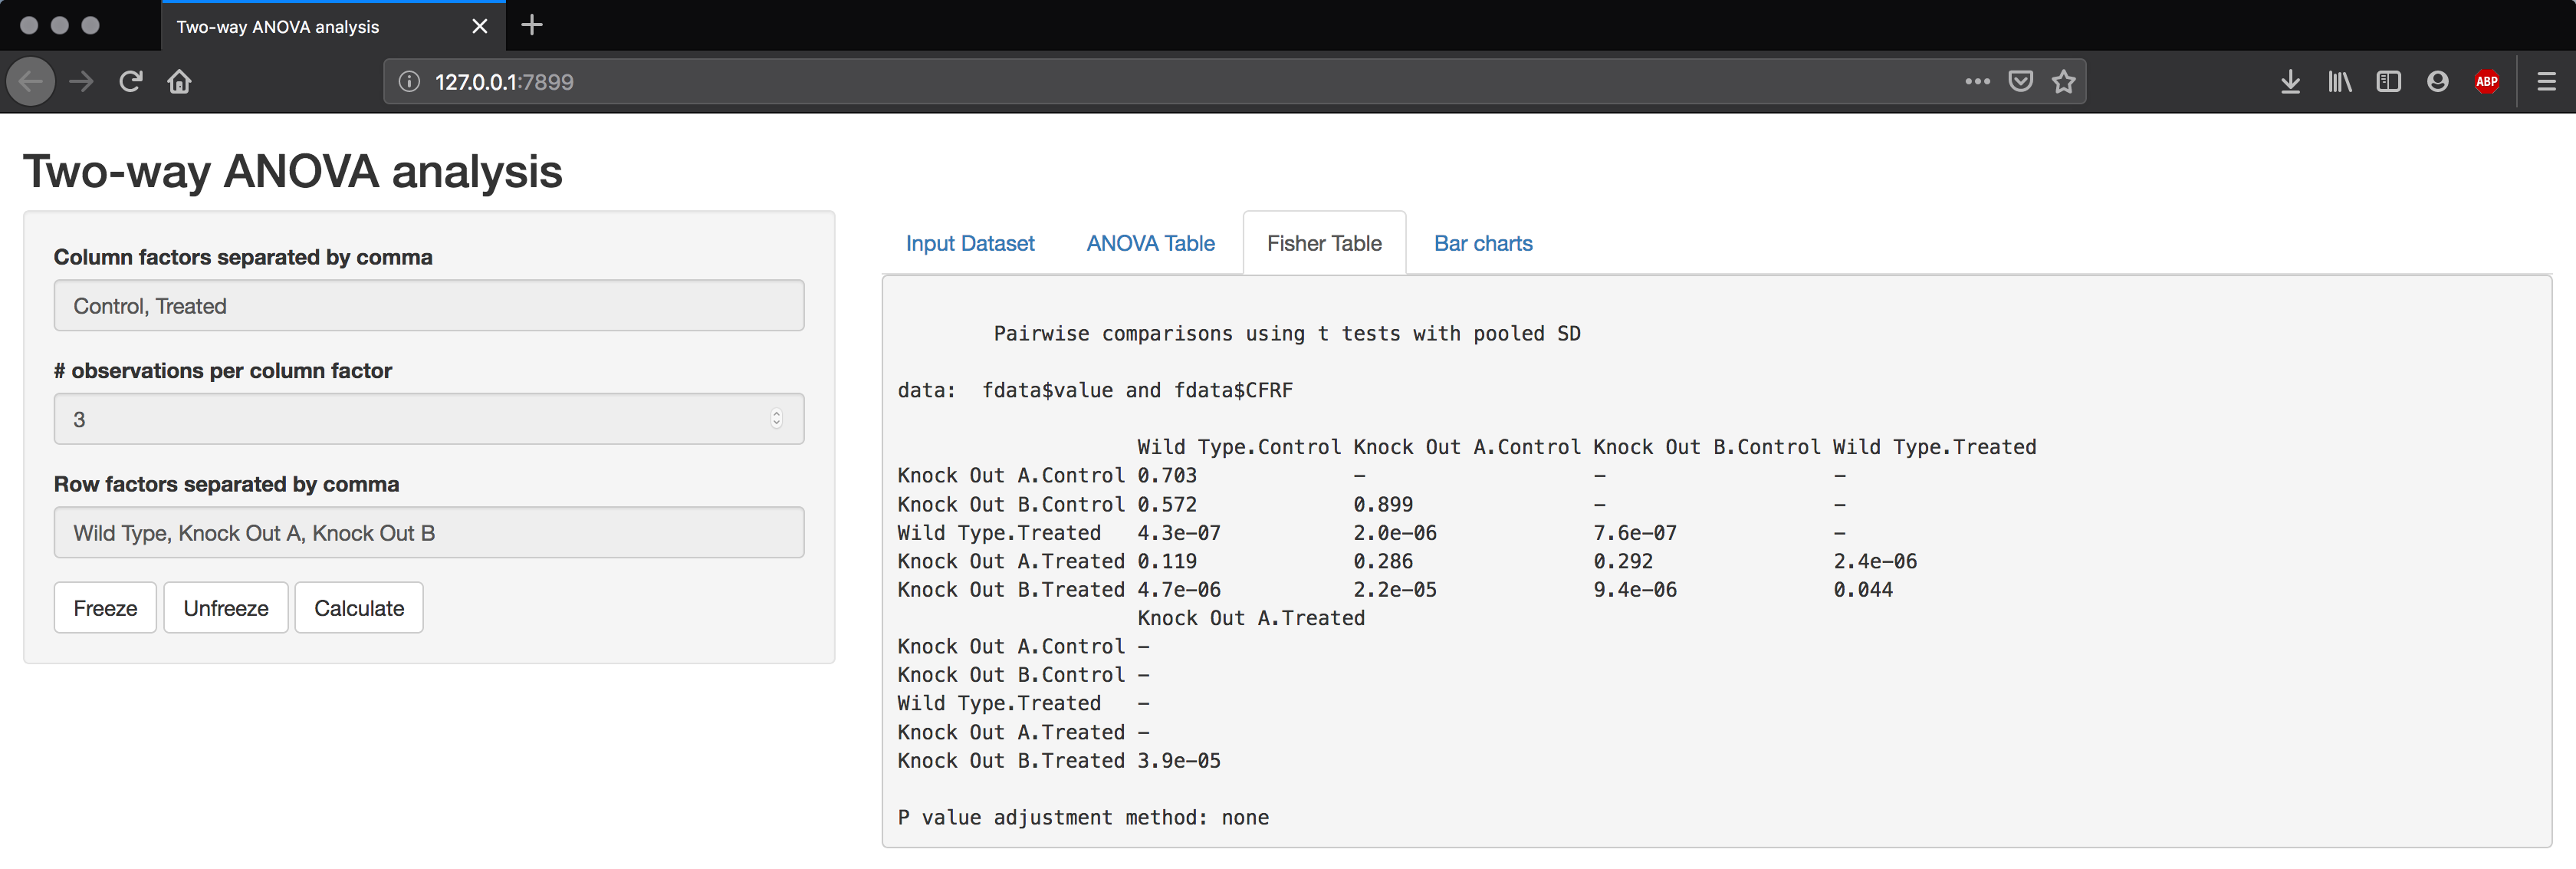 Two-way ANOVA analysis
127.0.0.1:7899
ABP
Two-way ANOVA analysis
Column factors separated by comma
Control, Treated
# observations per column factor
3
Row factors separated by comma
Wild Type, Knock Out A, Knock Out B
Freeze Unfreeze Calculate
Input Dataset ANOVA Table Fisher Table Bar charts
Pairwise comparisons using t tests with pooled SD
data:  fdata$value and fdata$CFRF
                    Wild Type.Control Knock Out A.Control Knock Out B.Control Wild Type.Treated
Knock Out A.Control 0.703             -                   -                   -
Knock Out B.Control 0.572             0.899               -                   -
Wild Type.Treated   4.3e-07           2.0e-06             7.6e-07             -
Knock Out A.Treated 0.119             0.286               0.292               2.4e-06
Knock Out B.Treated 4.7e-06           2.2e-05             9.4e-06             0.044
                    Knock Out A.Treated
Knock Out A.Control -
Knock Out B.Control -
Wild Type.Treated   -
Knock Out A.Treated -
Knock Out B.Treated 3.9e-05
P value adjustment method: none